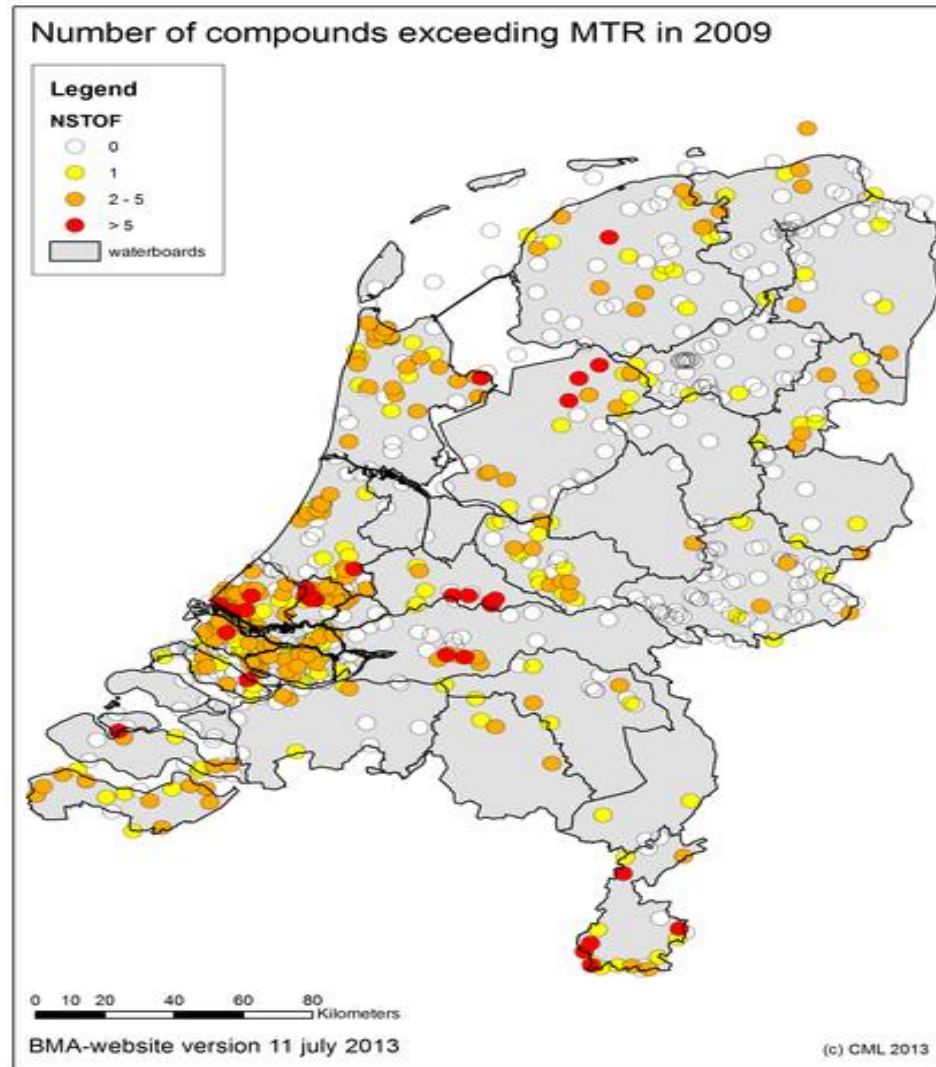 Number of compounds exceeding MTR in 2009
Legend
NSTOF
0
1
2 - 5
> 5
waterboards
0 10 20 40 60 80
Kilometers
BMA-website version 11 july 2013
(c) CML 2013